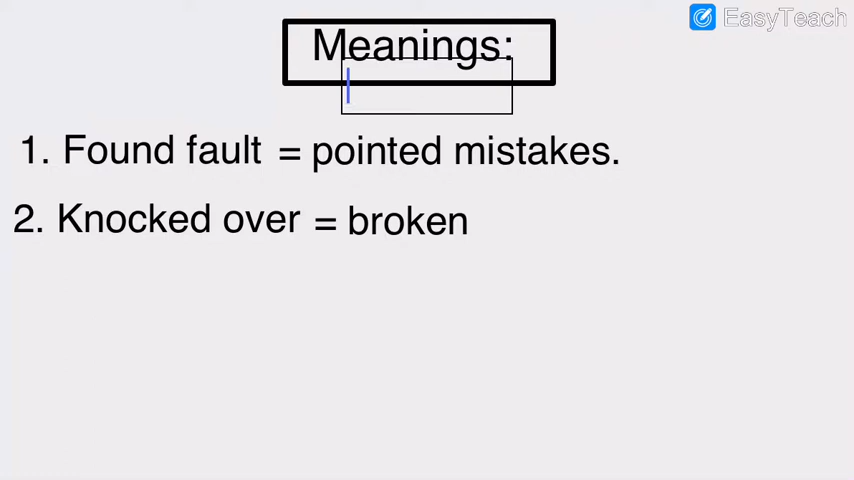 EasyTeach
Meanings:
1. Found fault = pointed mistakes.
2. Knocked over = broken